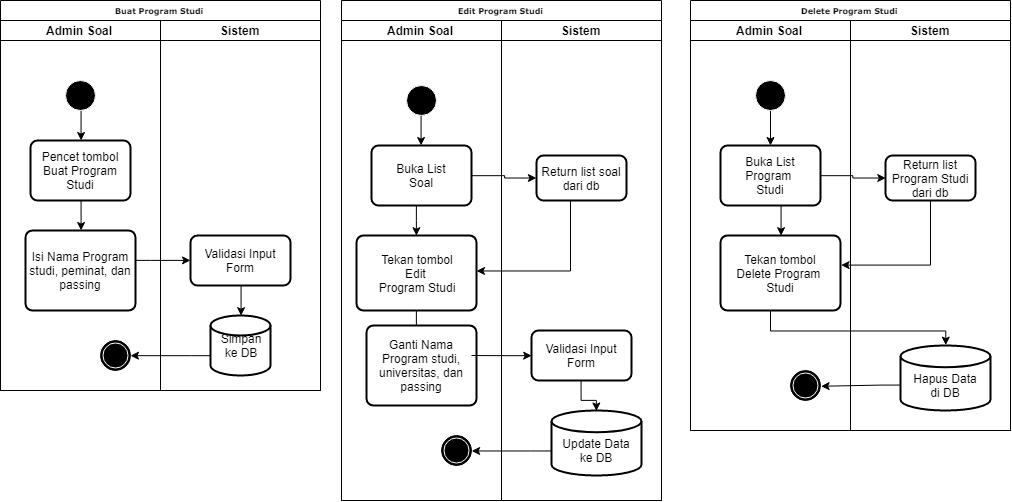 Buat Program Studi
Admin Soal
Sistem
Pencet tombol
Buat Program
Studi
Isi Nama Program
studi, peminat, dan
passing
Validasi Input
Form
Simpan
ke DB
Edit Program Studi
Admin Soal
Sistem
Buka List
Soal
Return list soal
dari db
Tekan tombol
Edit
Program Studi
Ganti Nama
Program studi,
universitas, dan
passing
Validasi Input
Form
Update Data
ke DB
Delete Program Studi
Admin Soal
Sistem
Buka List
Program
Studi
Return list
Program Studi
dari db
Tekan tombol
Delete Program
Studi
Hapus Data
di DB